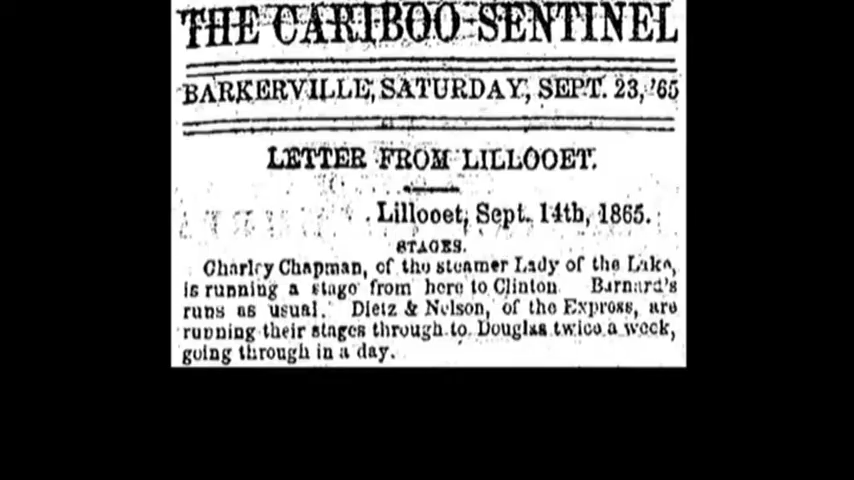 THE CARIBOO SENTINEL
BARKERVILLE, SATURDAY, SEPT. 23, '65
LETTER FROM LILLOOET.
Lillooet, Sept. 14th, 1865.
STAGES.
Charley Chapman, of the steamer Lady of the Lake,
is running a stage from here to Clinton Barnard's
runs as usual. Dietz & Nelson, of the Express, are
running their stages through to Douglas twice a week,
going through in a day.